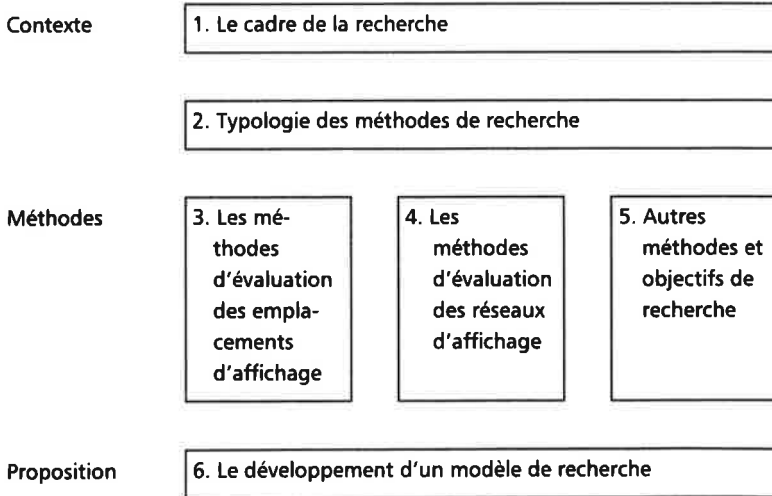 Contexte
1. Le cadre de la recherche
2. Typologie des méthodes de recherche
Méthodes
3. Les mé-
thodes
d'évaluation
des empla-
cements
d'affichage
4. Les
méthodes
d'évaluation
des réseaux
d'affichage
5. Autres
méthodes et
objectifs de
recherche
Proposition
6. Le développement d'un modèle de recherche